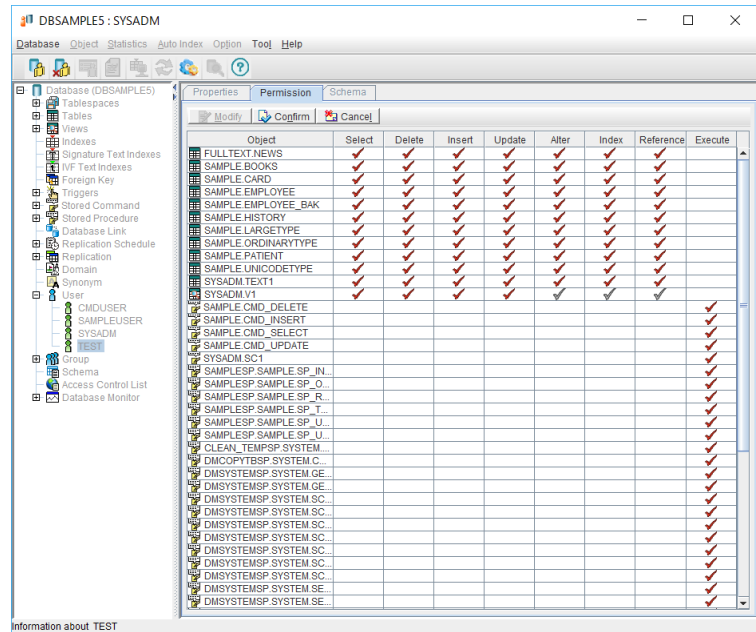 DBSAMPLE5 : SYSADM
Database Object Statistics Auto Index Option Tool Help
Database (DBSAMPLE5)
Tablespaces
Tables
Views
Indexes
Signature Text Indexes
IVF Text Indexes
Foreign Key
Triggers
Stored Command
Stored Procedure
Database Link
Replication Schedule
Replication
Domain
Synonym
User
CMDUSER
SAMPLEUSER
SYSADM
TEST
Group
Schema
Access Control List
Database Monitor
Properties Permission Schema
Modify Confirm Cancel
Object Select Delete Insert Update Alter Index Reference Execute
FULLTEXT.NEWS
SAMPLE.BOOKS
SAMPLE.CARD
SAMPLE.EMPLOYEE
SAMPLE.EMPLOYEE_BAK
SAMPLE.HISTORY
SAMPLE.LARGETYPE
SAMPLE.ORDINARYTYPE
SAMPLE.PATIENT
SAMPLE.UNICODETYPE
SYSADM.TEXT1
SYSADM.V1
SAMPLE.CMD_DELETE
SAMPLE.CMD_INSERT
SAMPLE.CMD_SELECT
SAMPLE.CMD_UPDATE
SYSADM.SC1
SAMPLESP.SAMPLE.SP_IN...
SAMPLESP.SAMPLE.SP_O...
SAMPLESP.SAMPLE.SP_R...
SAMPLESP.SAMPLE.SP_T...
SAMPLESP.SAMPLE.SP_U...
SAMPLESP.SAMPLE.SP_U...
CLEAN_TEMPSP.SYSTEM....
DMCOPYTBSP.SYSTEM.C...
DMSYSTEMSP.SYSTEM.GE...
DMSYSTEMSP.SYSTEM.GE...
DMSYSTEMSP.SYSTEM.SC...
DMSYSTEMSP.SYSTEM.SC...
DMSYSTEMSP.SYSTEM.SC...
DMSYSTEMSP.SYSTEM.SC...
DMSYSTEMSP.SYSTEM.SC...
DMSYSTEMSP.SYSTEM.SC...
DMSYSTEMSP.SYSTEM.SC...
DMSYSTEMSP.SYSTEM.SE...
DMSYSTEMSP.SYSTEM.SE...
Information about TEST